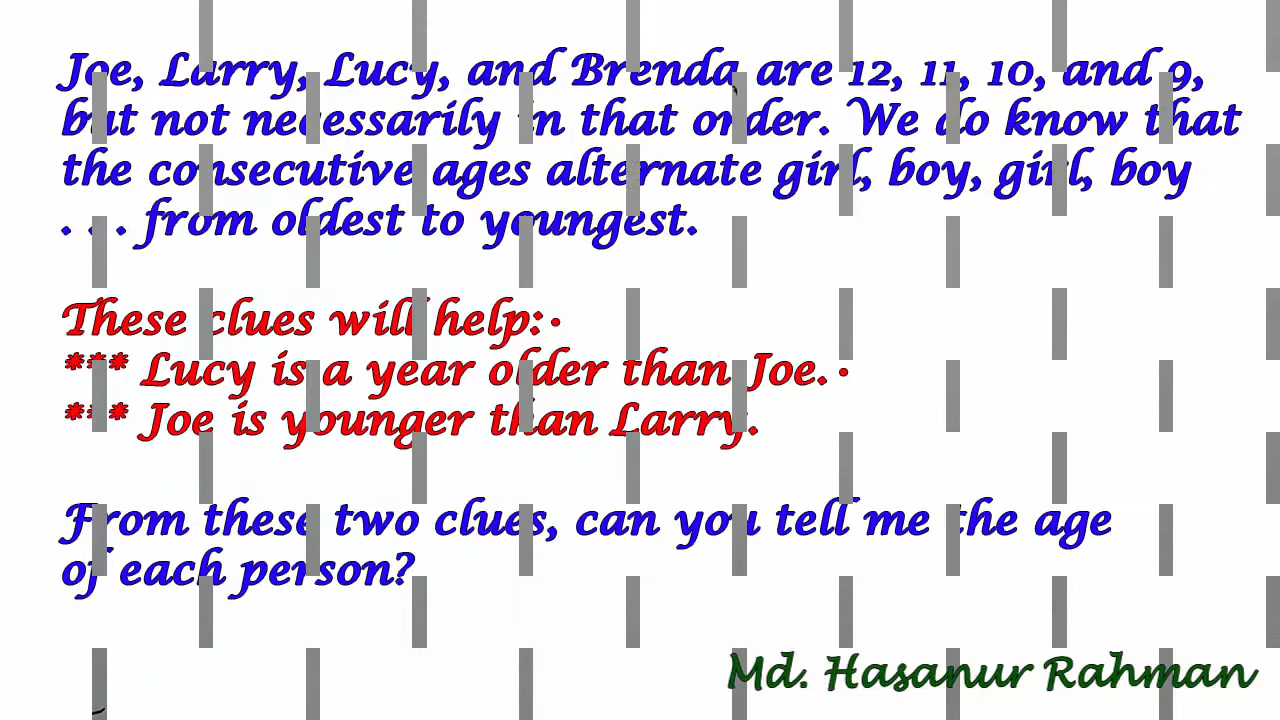 Joe, Larry, Lucy, and Brenda are 12, 11, 10, and 9,
but not necessarily in that order. We do know that
the consecutive ages alternate girl, boy, girl, boy
. . . from oldest to youngest.
These clues will help:·
*** Lucy is a year older than Joe.·
*** Joe is younger than Larry.
From these two clues, can you tell me the age
of each person?
Md. Hasanur Rahman